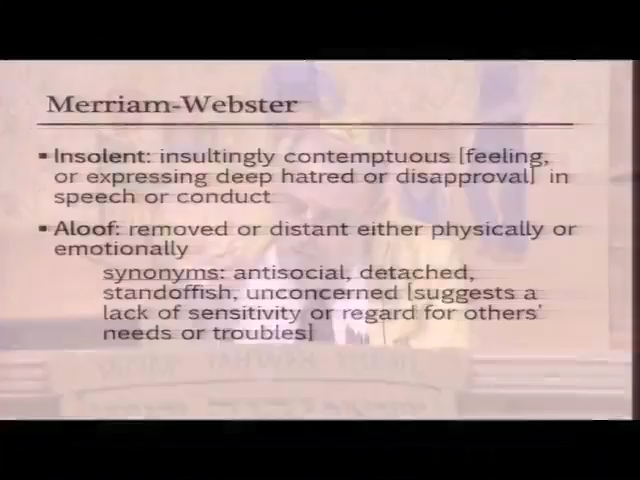 Merriam-Webster
▪ Insolent: insultingly contemptuous [feeling,
or expressing deep hatred or disapproval] in
speech or conduct
▪ Aloof: removed or distant either physically or
emotionally
synonyms: antisocial, detached,
standoffish, unconcerned [suggests a
lack of sensitivity or regard for others'
needs or troubles]